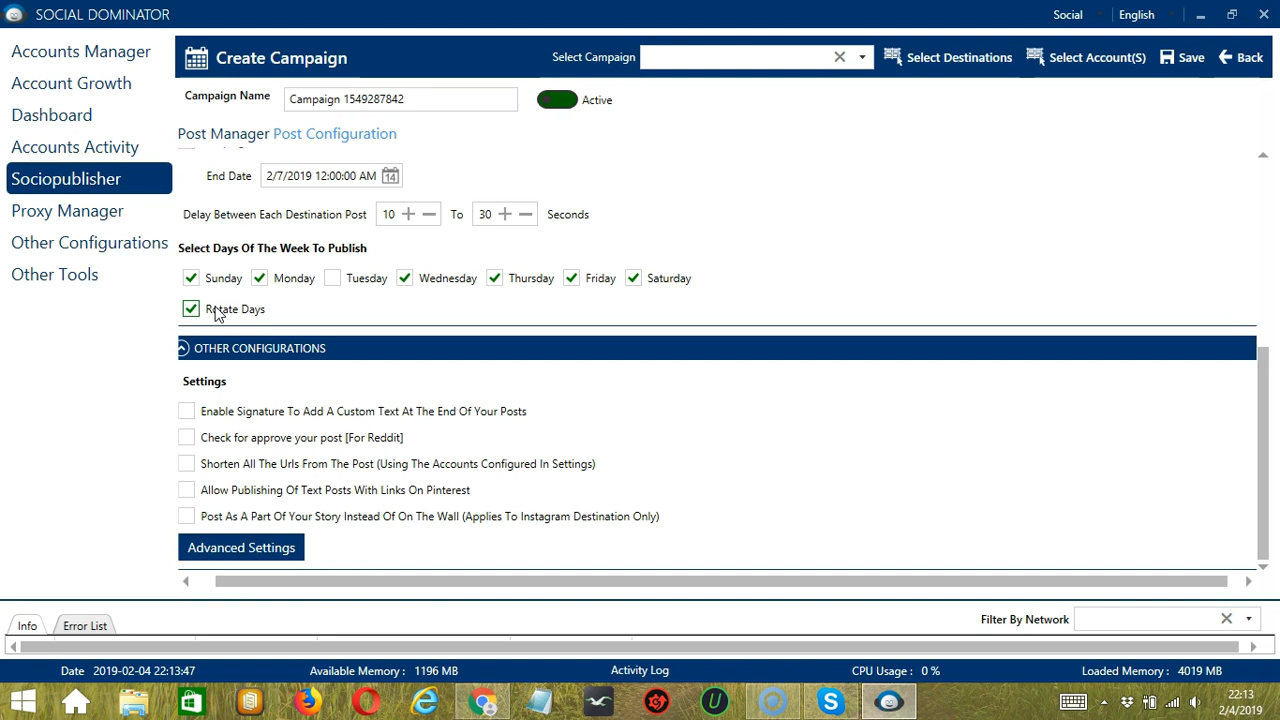 SOCIAL DOMINATOR
Social
English
Accounts Manager
Account Growth
Dashboard
Accounts Activity
Sociopublisher
Proxy Manager
Other Configurations
Other Tools
Create Campaign
Select Campaign
Select Destinations
Select Account(S)
Save
Back
Campaign Name
Campaign 1549287842
Active
Post Manager
Post Configuration
End Date
2/7/2019 12:00:00 AM
14
Delay Between Each Destination Post
10
To
30
Seconds
Select Days Of The Week To Publish
Sunday
Monday
Tuesday
Wednesday
Thursday
Friday
Saturday
Rotate Days
OTHER CONFIGURATIONS
Settings
Enable Signature To Add A Custom Text At The End Of Your Posts
Check for approve your post [For Reddit]
Shorten All The Urls From The Post (Using The Accounts Configured In Settings)
Allow Publishing Of Text Posts With Links On Pinterest
Post As A Part Of Your Story Instead Of On The Wall (Applies To Instagram Destination Only)
Advanced Settings
Info
Error List
Filter By Network
Date 2019-02-04 22:13:47
Available Memory : 1196 MB
Activity Log
CPU Usage : 0 %
Loaded Memory : 4019 MB
22:13
2/4/2019